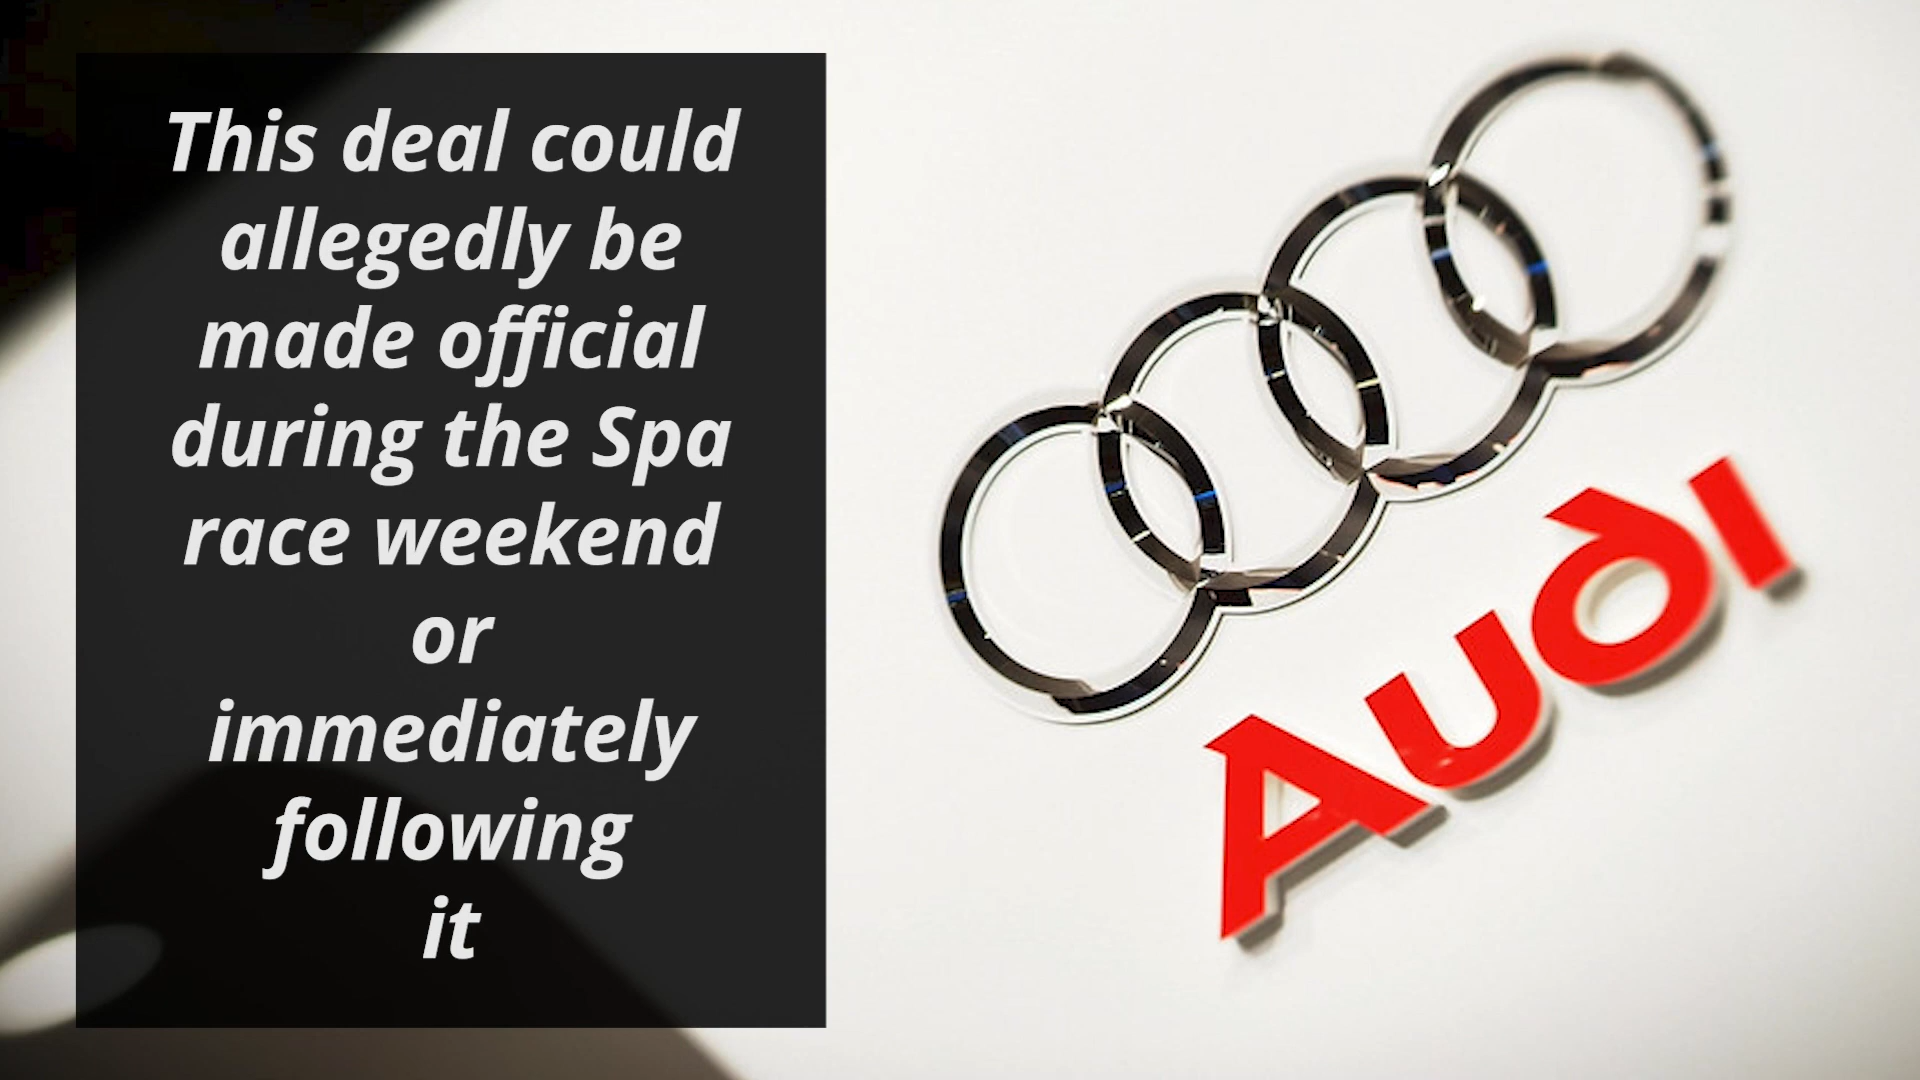 This deal could
allegedly be
made official
during the Spa
race weekend
or
immediately
following
it
Audi